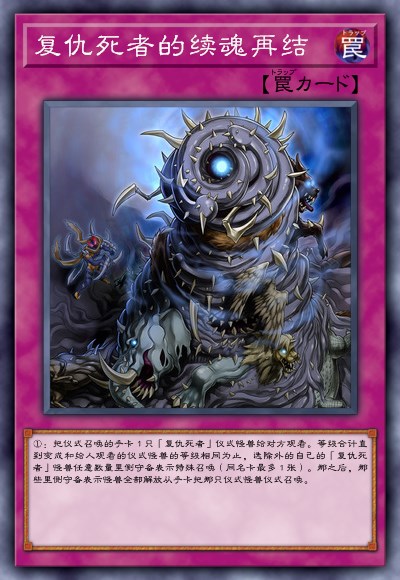 复仇死者的续魂再结
トラップ
罠
トラップ
【罠カード】
①:把仪式召唤的手卡1只「复仇死者」仪式怪兽给对方观看。等级合计直
到变成和给人观看的仪式怪兽的等级相同为止，选除外的自己的「复仇死
者」怪兽任意数量里侧守备表示特殊召唤（同名卡最多1张）。那之后，那
些里侧守备表示怪兽全部解放从手卡把那只仪式怪兽仪式召唤。